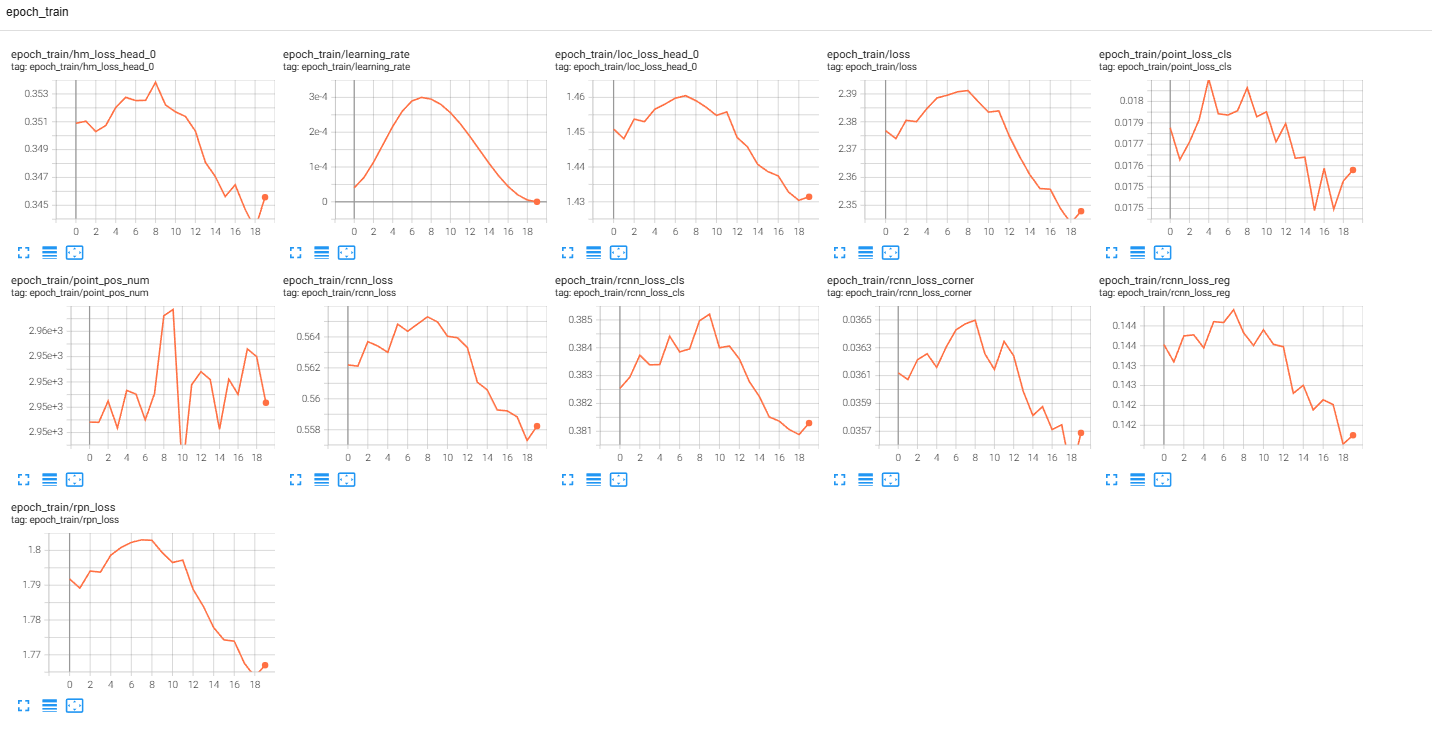 epoch_train
epoch_train/hm_loss_head_0
tag: epoch_train/hm_loss_head_0
0.353
0.351
0.349
0.347
0.345
0 2 4 6 8 10 12 14 16 18
epoch_train/learning_rate
tag: epoch_train/learning_rate
3e-4
2e-4
1e-4
0
0 2 4 6 8 10 12 14 16 18
epoch_train/loc_loss_head_0
tag: epoch_train/loc_loss_head_0
1.46
1.45
1.44
1.43
0 2 4 6 8 10 12 14 16 18
epoch_train/loss
tag: epoch_train/loss
2.39
2.38
2.37
2.36
2.35
0 2 4 6 8 10 12 14 16 18
epoch_train/point_loss_cls
tag: epoch_train/point_loss_cls
0.018
0.0179
0.0177
0.0176
0.0175
0.0175
0 2 4 6 8 10 12 14 16 18
epoch_train/point_pos_num
tag: epoch_train/point_pos_num
2.96e+3
2.95e+3
2.95e+3
2.95e+3
2.95e+3
0 2 4 6 8 10 12 14 16 18
epoch_train/rcnn_loss
tag: epoch_train/rcnn_loss
0.564
0.562
0.56
0.558
0 2 4 6 8 10 12 14 16 18
epoch_train/rcnn_loss_cls
tag: epoch_train/rcnn_loss_cls
0.385
0.384
0.383
0.382
0.381
0 2 4 6 8 10 12 14 16 18
epoch_train/rcnn_loss_corner
tag: epoch_train/rcnn_loss_corner
0.0365
0.0363
0.0361
0.0359
0.0357
0 2 4 6 8 10 12 14 16 18
epoch_train/rcnn_loss_reg
tag: epoch_train/rcnn_loss_reg
0.144
0.144
0.143
0.143
0.142
0.142
0 2 4 6 8 10 12 14 16 18
epoch_train/rpn_loss
tag: epoch_train/rpn_loss
1.8
1.79
1.78
1.77
0 2 4 6 8 10 12 14 16 18